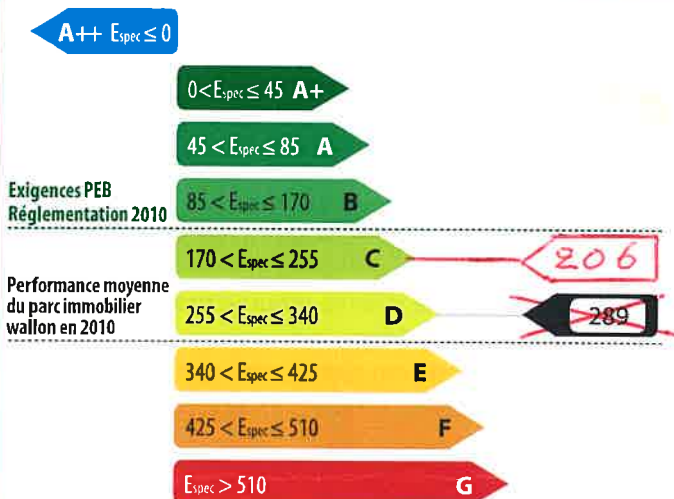 A++ Espec ≤ 0
0 < Espec ≤ 45 A+
45 < Espec ≤ 85 A
Exigences PEB
Réglementation 2010
85 < Espec ≤ 170 B
170 < Espec ≤ 255 C
206
Performance moyenne
du parc immobilier
wallon en 2010
255 < Espec ≤ 340 D
289
340 < Espec ≤ 425 E
425 < Espec ≤ 510 F
Espec > 510 G